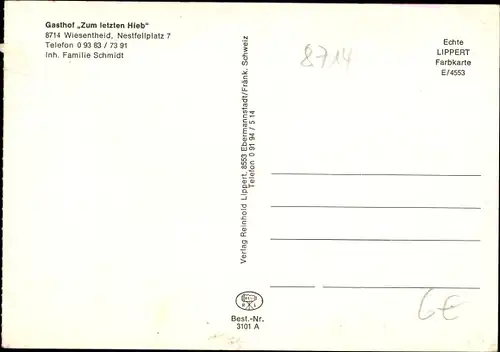 Gasthof „Zum letzten Hieb"
8714 Wiesentheid, Nestfellplatz 7
Telefon 0 93 83 / 73 91
Inh. Familie Schmidt
8714
Echte
LIPPERT
Farbkarte
E/4553
Verlag Reinhold Lippert, 8553 Ebermannstadt/Fränk. Schweiz
Telefon 0 91 94 / 5 14
Best.-Nr.
3101 A
6€